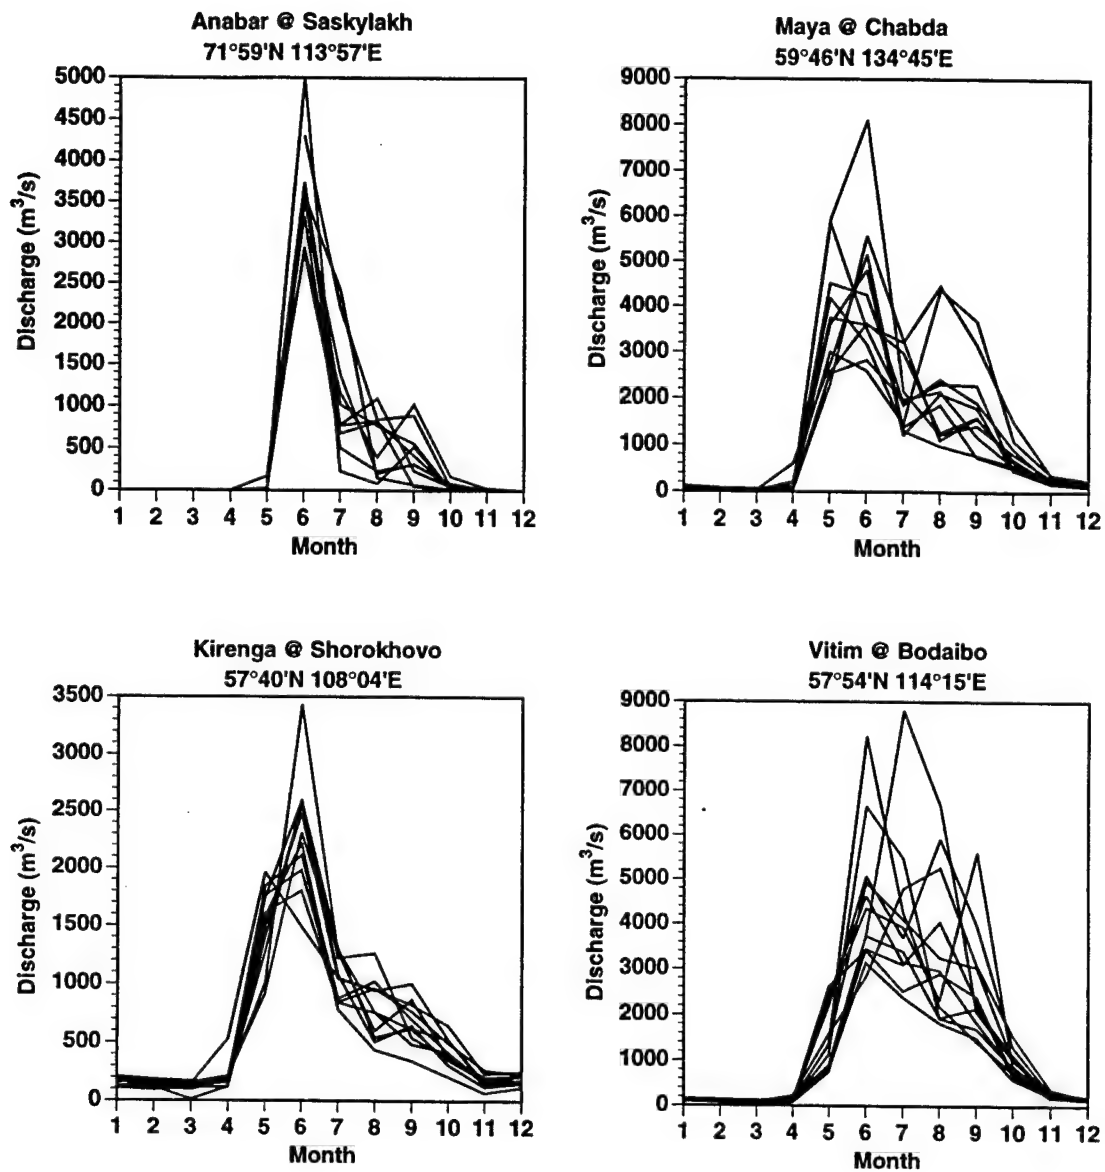 Anabar @ Saskylakh
71°59'N 113°57'E
5000
4500
4000
3500
3000
2500
2000
1500
1000
500
0
Discharge (m³/s)
1 2 3 4 5 6 7 8 9 10 11 12
Month
Maya @ Chabda
59°46'N 134°45'E
9000
8000
7000
6000
5000
4000
3000
2000
1000
0
Discharge (m³/s)
1 2 3 4 5 6 7 8 9 10 11 12
Month
Kirenga @ Shorokhovo
57°40'N 108°04'E
3500
3000
2500
2000
1500
1000
500
0
Discharge (m³/s)
1 2 3 4 5 6 7 8 9 10 11 12
Month
Vitim @ Bodaibo
57°54'N 114°15'E
9000
8000
7000
6000
5000
4000
3000
2000
1000
0
Discharge (m³/s)
1 2 3 4 5 6 7 8 9 10 11 12
Month